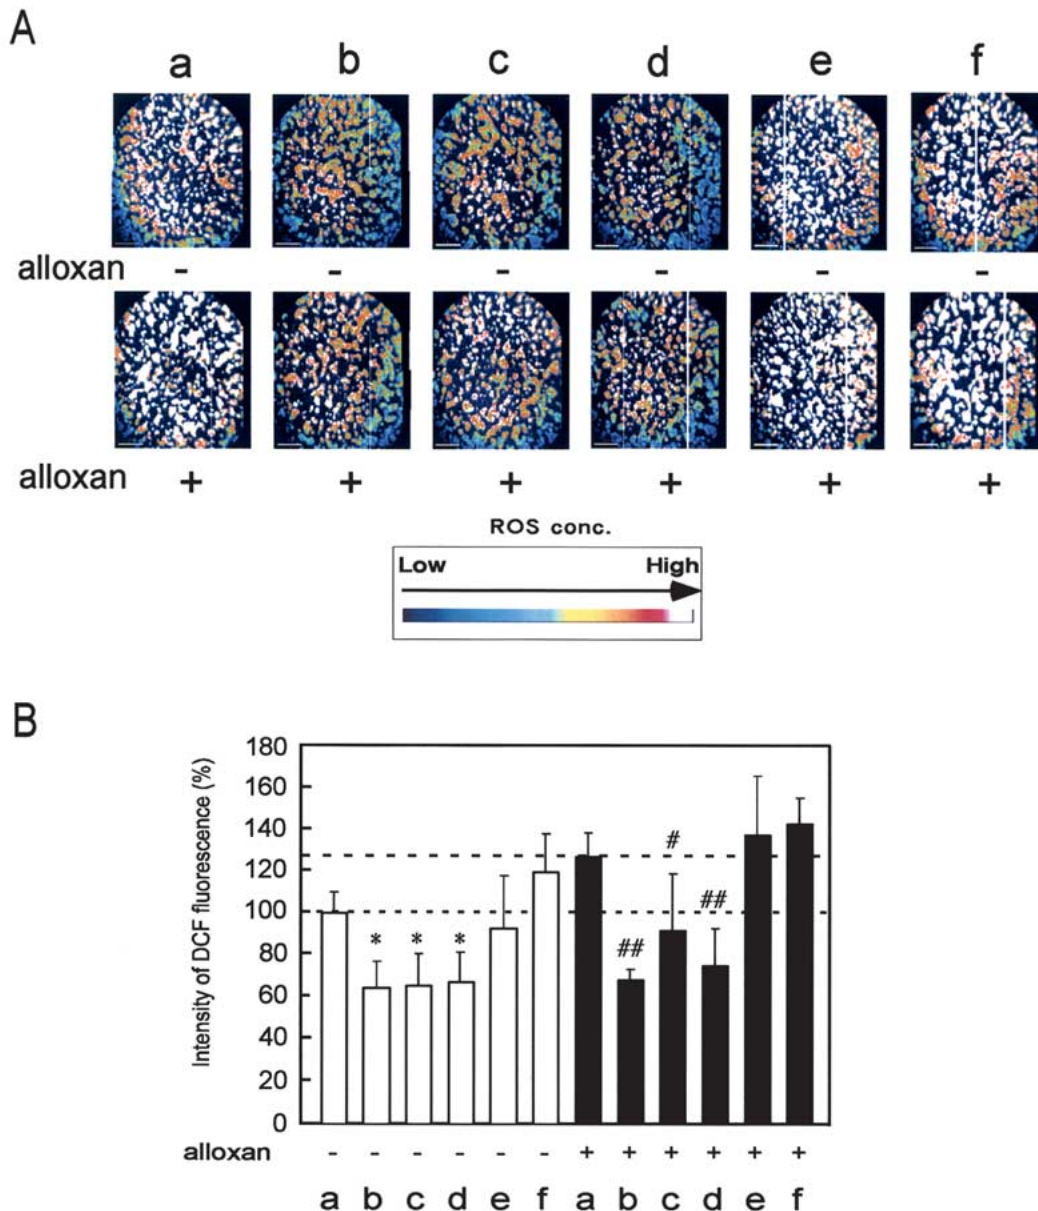 A
a b c d e f
alloxan - - - - - -
alloxan + + + + + +
ROS conc.
Low High
B
Intensity of DCF fluorescence (%)
180
160
140
120
100
80
60
40
20
0
* * * ## # ##
alloxan - - - - - - + + + + + +
a b c d e f a b c d e f